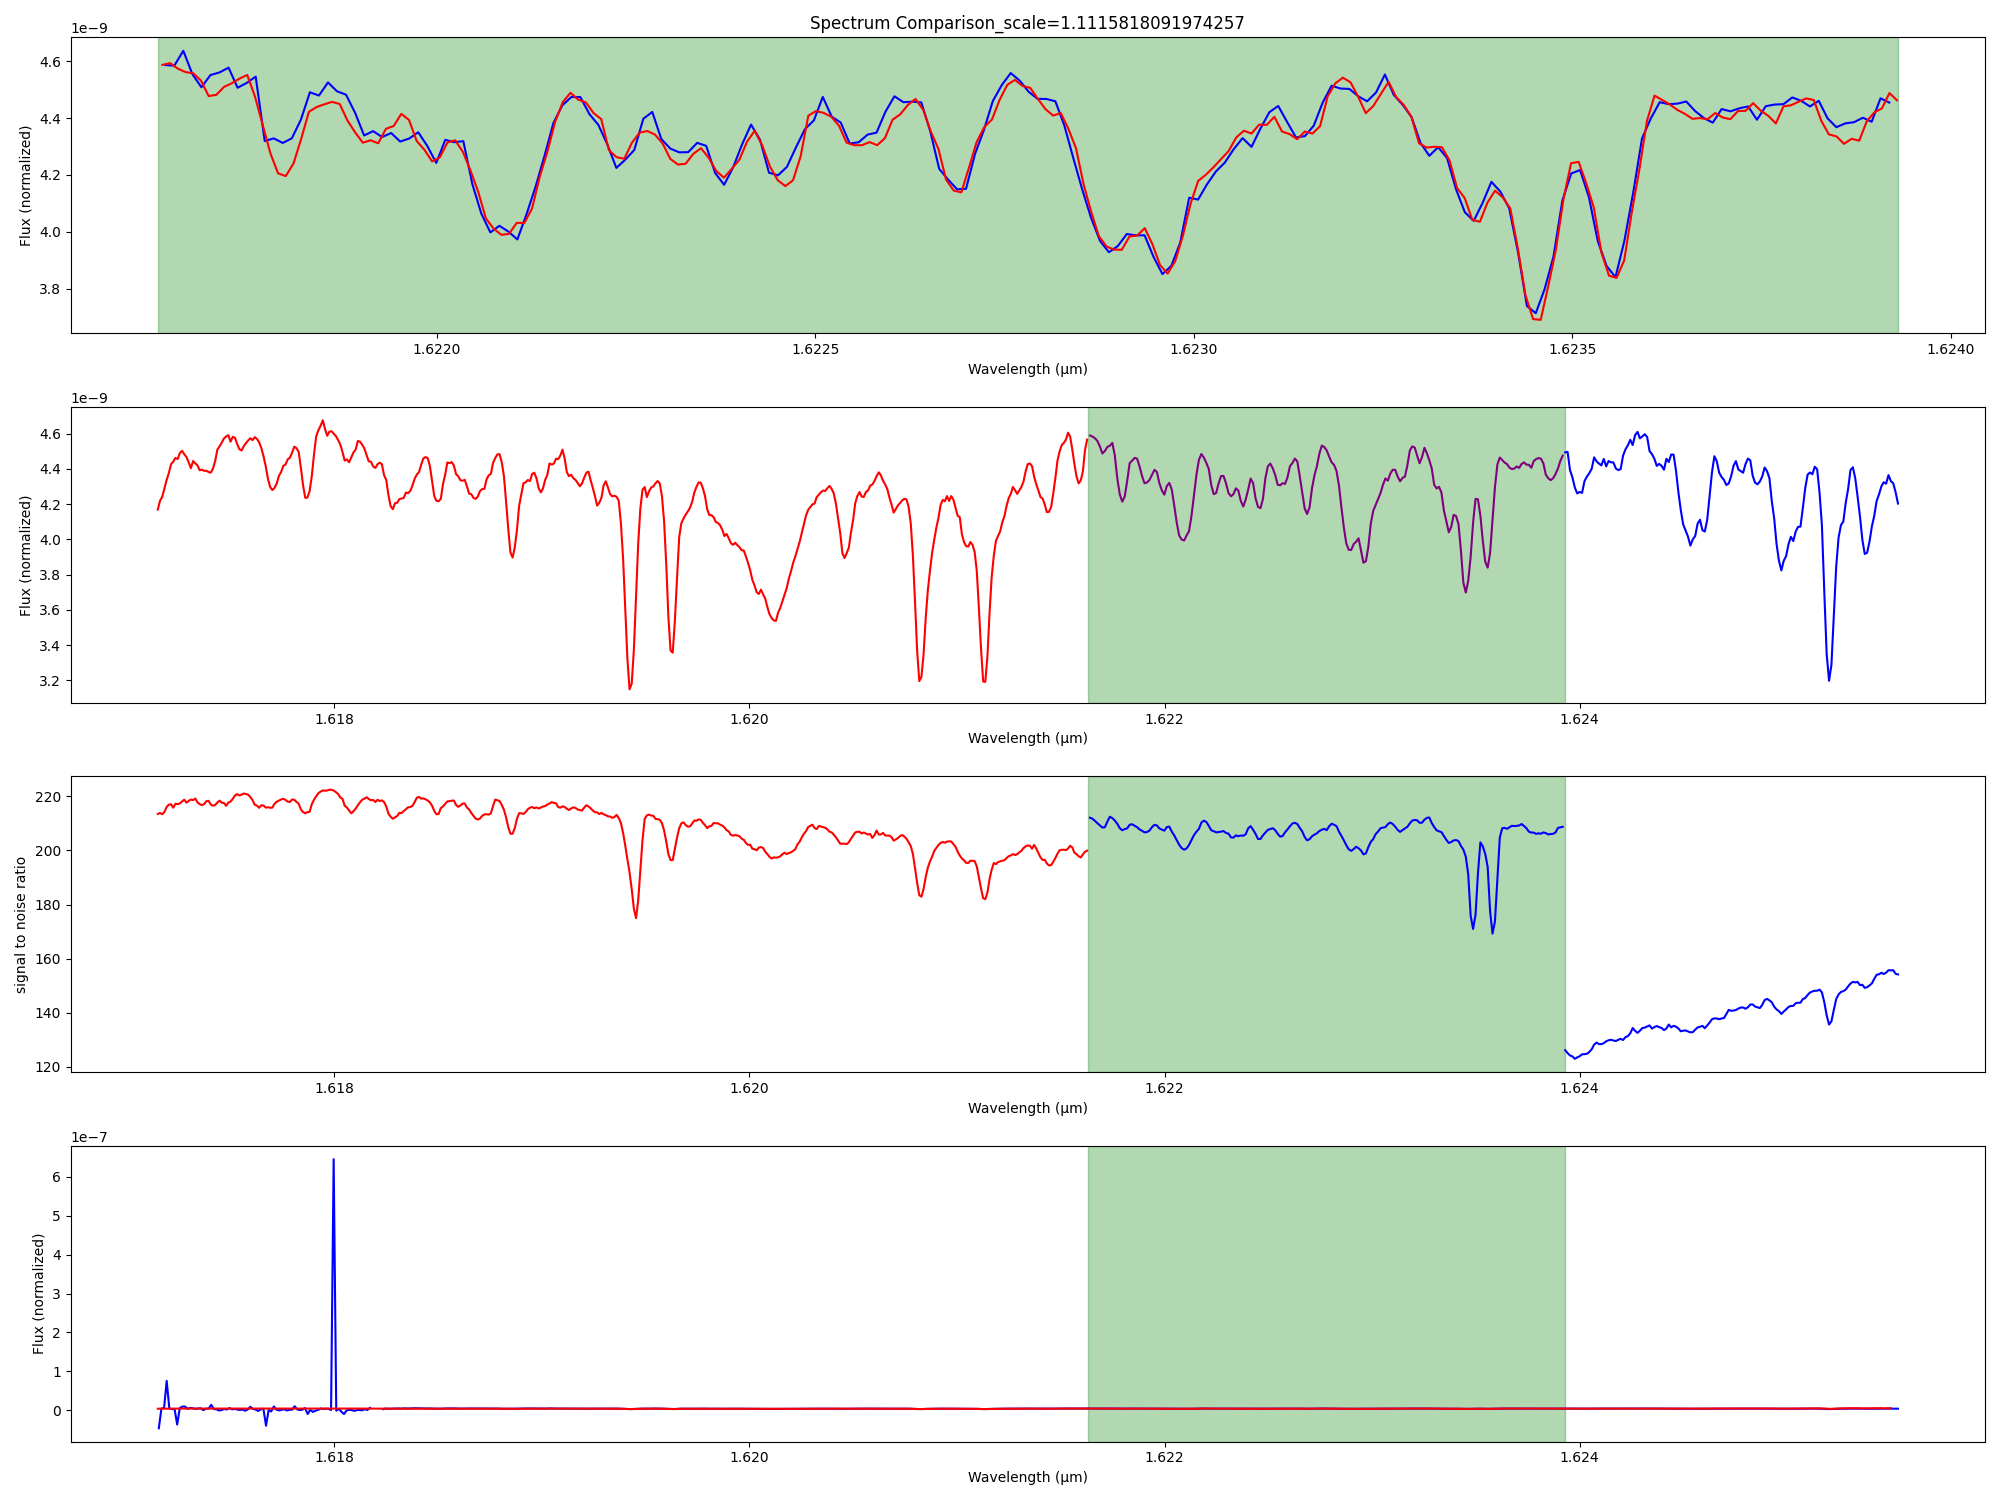 Spectrum Comparison_scale=1.1115818091974257
1e−9
4.6
4.4
4.2
4.0
3.8
Flux (normalized)
1.6220 1.6225 1.6230 1.6235 1.6240
Wavelength (μm)
1e−9
4.6
4.4
4.2
4.0
3.8
3.6
3.4
3.2
Flux (normalized)
1.618 1.620 1.622 1.624
Wavelength (μm)
220
200
180
160
140
120
signal to noise ratio
1.618 1.620 1.622 1.624
Wavelength (μm)
1e−7
6
5
4
3
2
1
0
Flux (normalized)
1.618 1.620 1.622 1.624
Wavelength (μm)